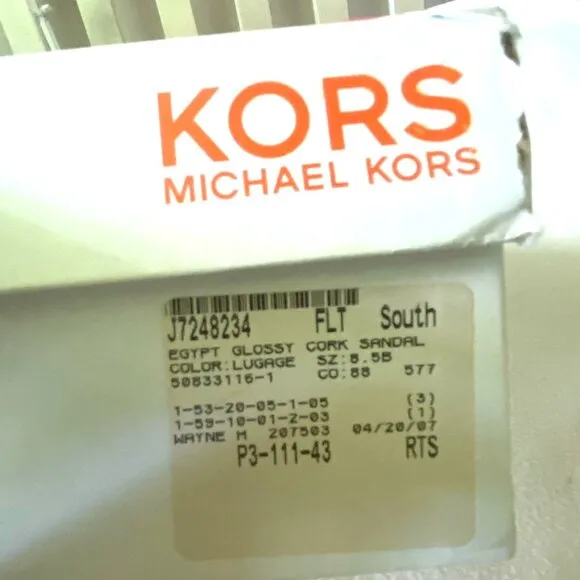 KORS
MICHAEL KORS
J7248234 FLT South
EGYPT GLOSSY CORK SANDAL
COLOR:LUGAGE SZ:8.5B
50833116-1 CO:88 577
1-53-20-05-1-05 (3)
1-59-10-01-2-03 (1)
WAYNE M 207503 04/20/07
P3-111-43 RTS